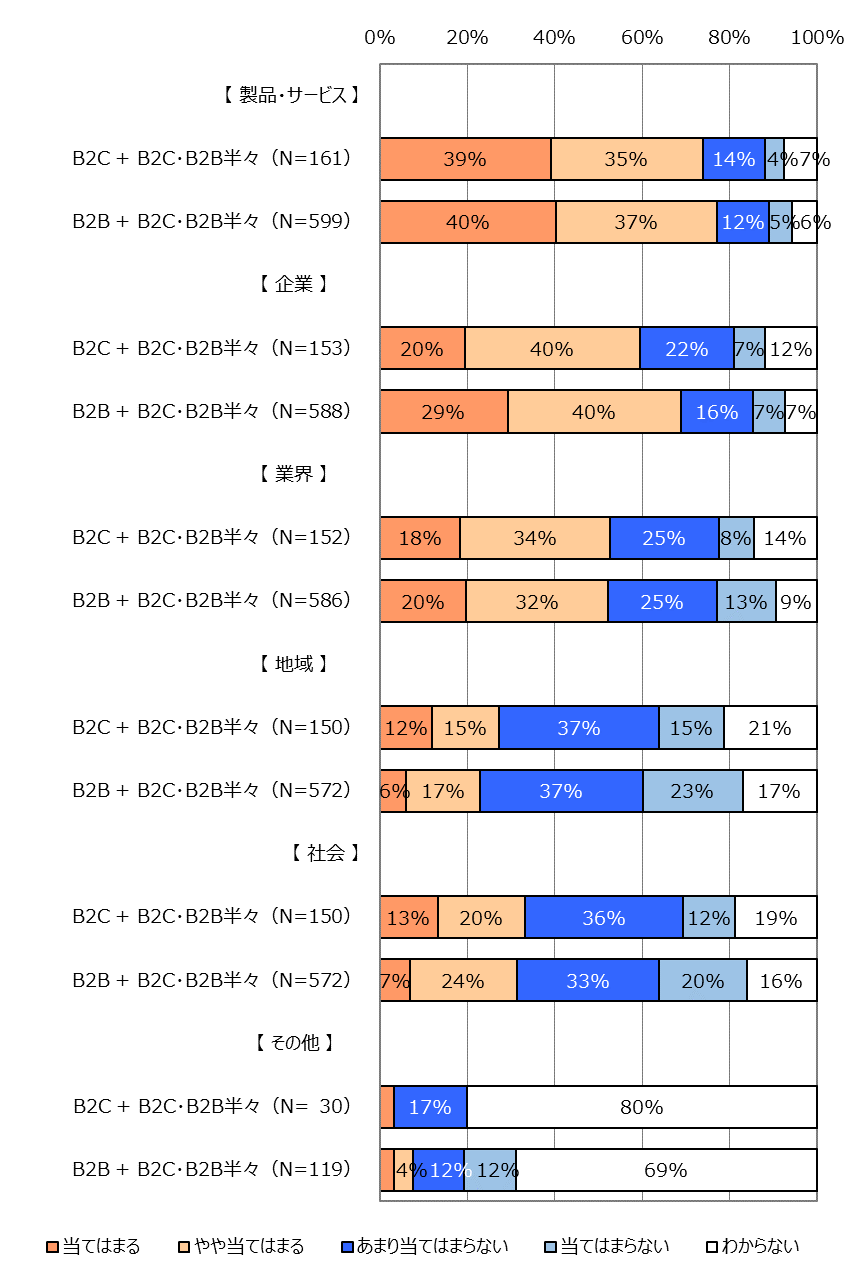 0% 20% 40% 60% 80% 100%
【 製品・サービス 】
B2C + B2C・B2B半々 (N=161) 39% 35% 14% 4% 7%
B2B + B2C・B2B半々 (N=599) 40% 37% 12% 5% 6%
【 企業 】
B2C + B2C・B2B半々 (N=153) 20% 40% 22% 7% 12%
B2B + B2C・B2B半々 (N=588) 29% 40% 16% 7% 7%
【 業界 】
B2C + B2C・B2B半々 (N=152) 18% 34% 25% 8% 14%
B2B + B2C・B2B半々 (N=586) 20% 32% 25% 13% 9%
【 地域 】
B2C + B2C・B2B半々 (N=150) 12% 15% 37% 15% 21%
B2B + B2C・B2B半々 (N=572) 6% 17% 37% 23% 17%
【 社会 】
B2C + B2C・B2B半々 (N=150) 13% 20% 36% 12% 19%
B2B + B2C・B2B半々 (N=572) 7% 24% 33% 20% 16%
【 その他 】
B2C + B2C・B2B半々 (N= 30) 17% 80%
B2B + B2C・B2B半々 (N=119) 4% 12% 12% 69%
当てはまる やや当てはまる あまり当てはまらない 当てはまらない わからない